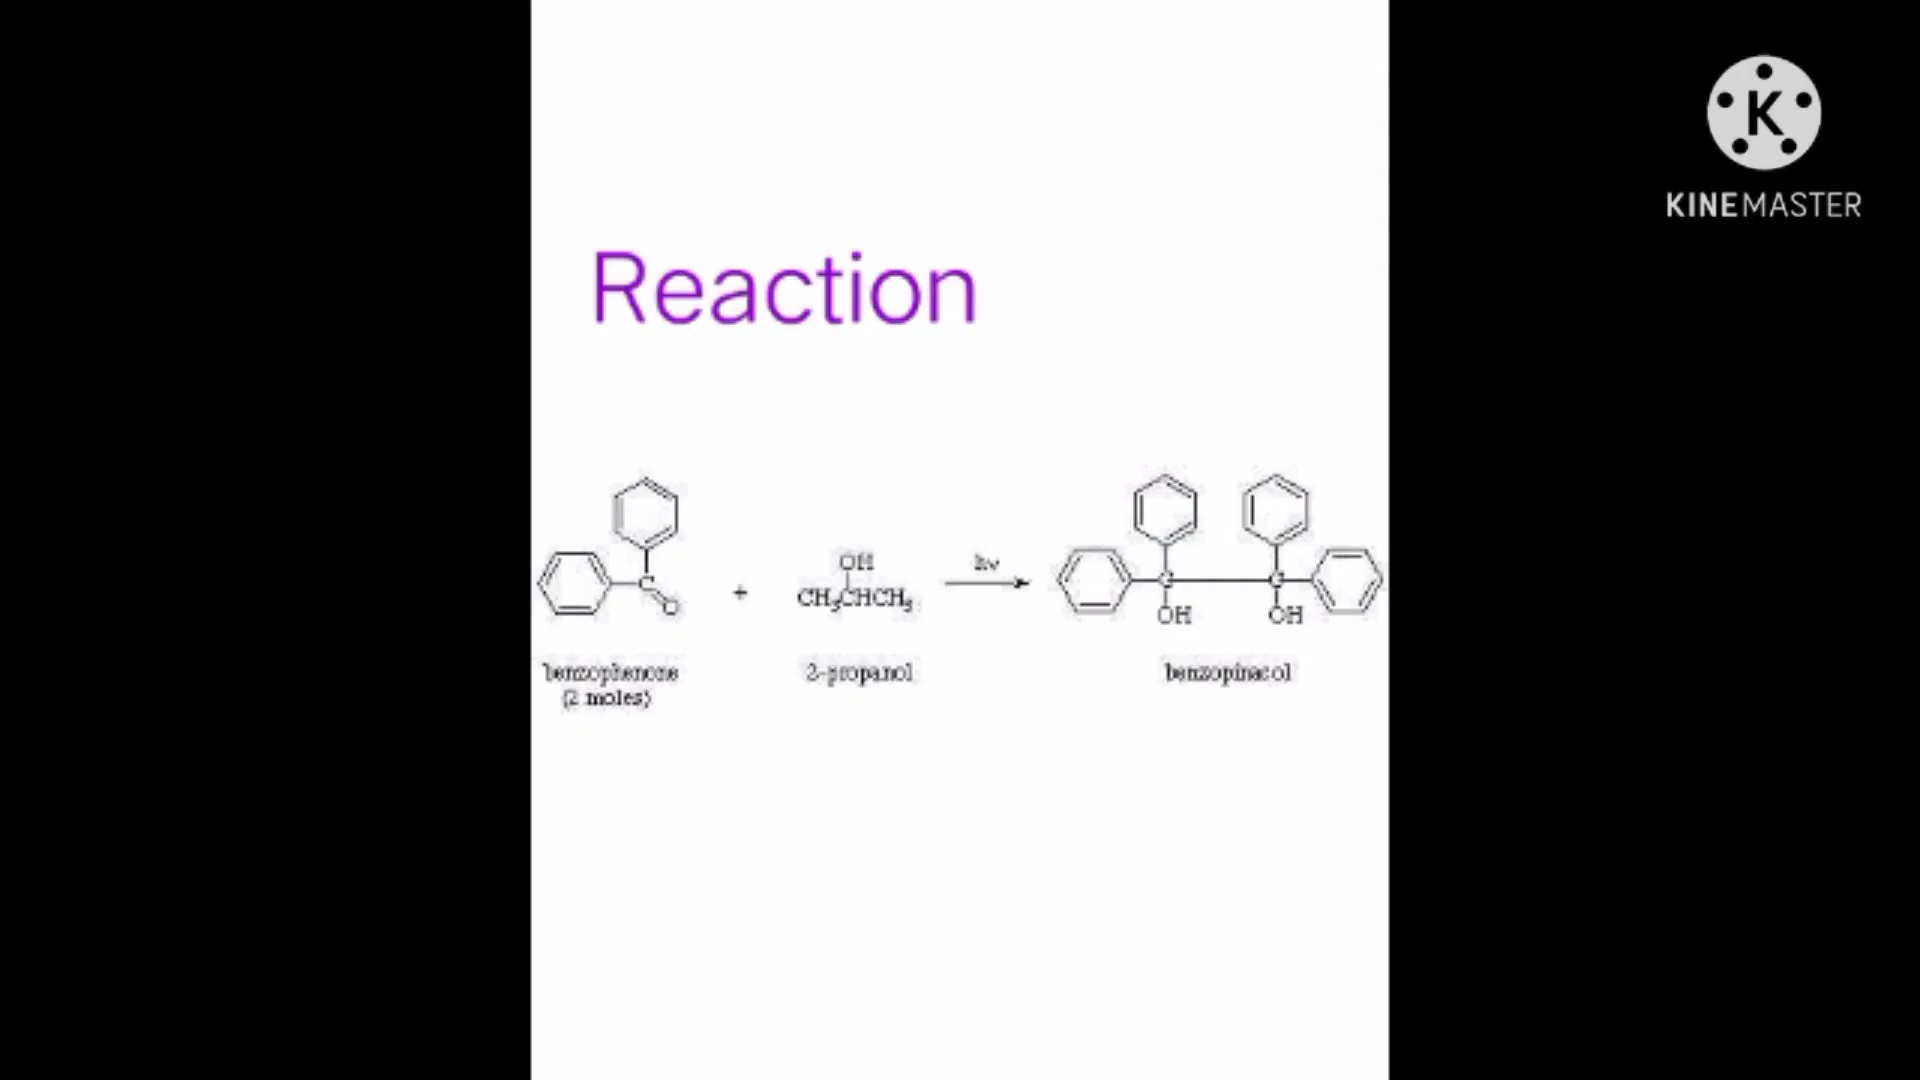 Reaction
C
O
+
OH
CH3CHCH3
hν
C
C
OH
OH
benzophenone
(2 moles)
2-propanol
benzopinacol
K
KINEMASTER